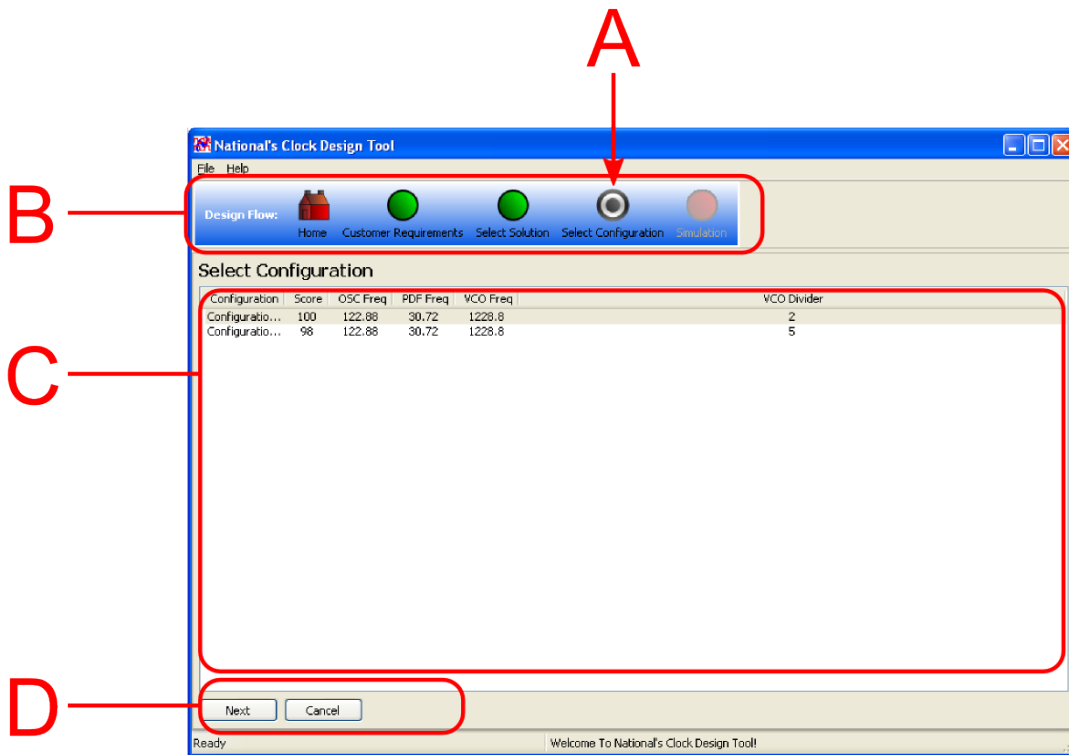 A
National's Clock Design Tool
File Help
B
Design Flow:
Home Customer Requirements Select Solution Select Configuration Simulation
Select Configuration
Configuration Score OSC Freq PDF Freq VCO Freq VCO Divider
Configuratio... 100 122.88 30.72 1228.8 2
Configuratio... 98 122.88 30.72 1228.8 5
C
D
Next Cancel
Ready Welcome To National's Clock Design Tool!